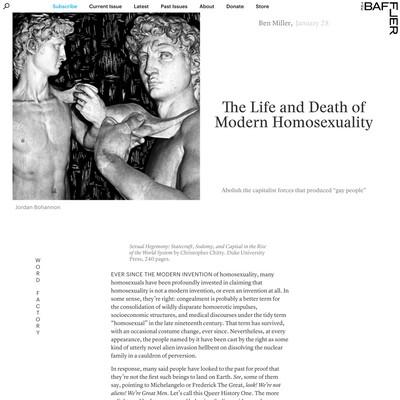 Subscribe Current Issue Latest Past Issues About Donate Store
THE BAFFLER
Ben Miller, January 28
The Life and Death of
Modern Homosexuality
Abolish the capitalist forces that produced “gay people”
Jordan Bohannon
Sexual Hegemony: Statecraft, Sodomy, and Capital in the Rise
of the World System by Christopher Chitty. Duke University
Press, 240 pages.
WORD FACTORY
EVER SINCE THE MODERN INVENTION of homosexuality, many
homosexuals have been profoundly invested in claiming that
homosexuality is not a modern invention, or even an invention at all. In
some sense, they’re right: congealment is probably a better term for
the consolidation of wildly disparate homoerotic impulses,
socioeconomic structures, and medical discourses under the tidy term
“homosexual” in the late nineteenth century. That term has survived,
with an occasional costume change, ever since. Nevertheless, at every
appearance, the people named by it have been cast by the right as some
kind of utterly novel alien invasion hellbent on dissolving the nuclear
family in a cauldron of perversion.
In response, many said people have looked to the past for proof that
they’re not the first such beings to land on Earth. See, some of them
say, pointing to Michelangelo or Frederick The Great, look! We’re not
aliens! We’re Great Men. Let’s call this Queer History One. The more